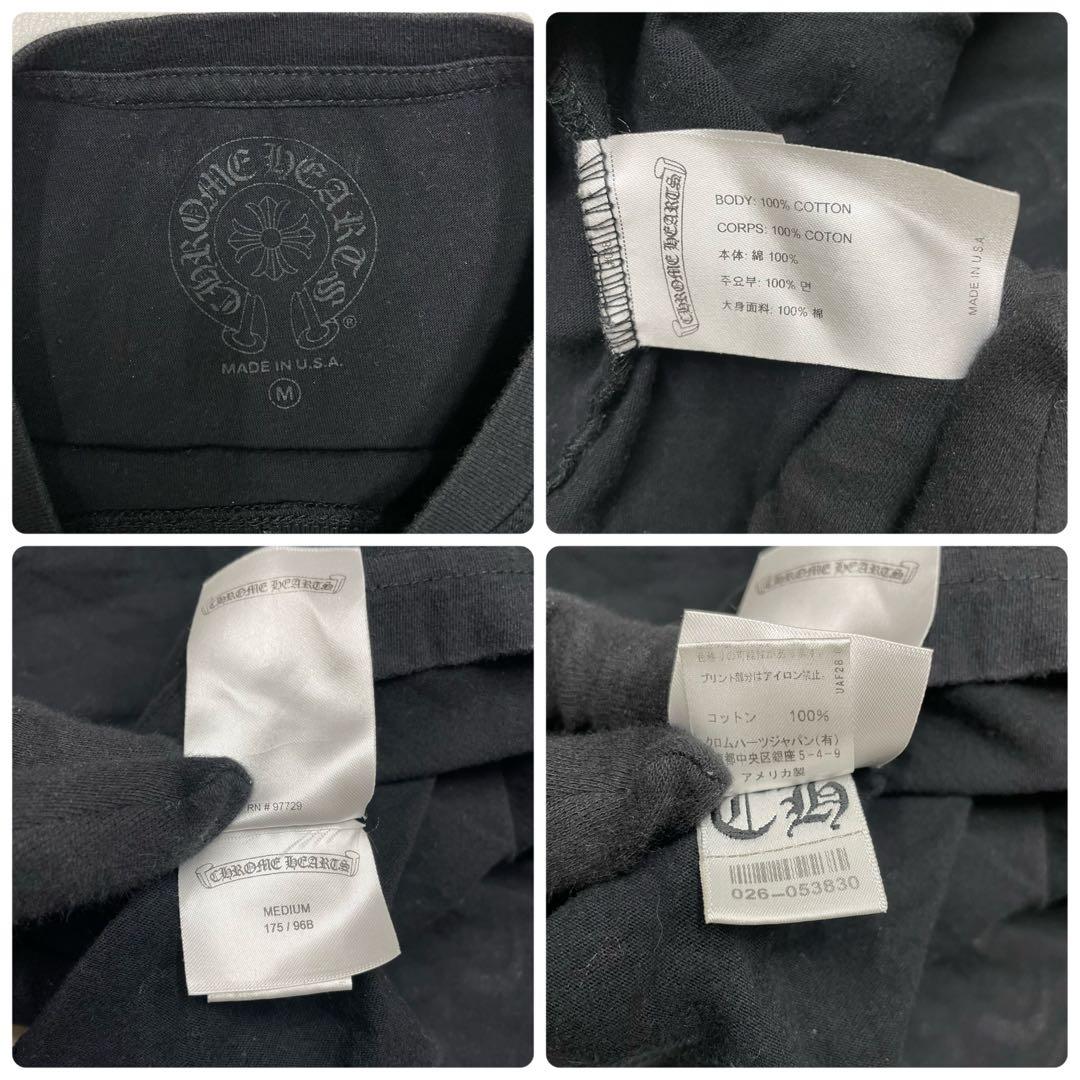 CHROME HEARTS
®
MADE IN U.S.A.
M
CHROME HEARTS
BODY: 100% COTTON
CORPS: 100% COTON
本体: 綿 100%
주요부: 100% 면
大身面料: 100% 棉
MADE IN U.S.A.
CHROME HEARTS
RN # 97729
CHROME HEARTS
MEDIUM
175 / 96B
CHROME HEARTS
プリント部分はアイロン禁止.
UAF2B
コットン 100%
クロムハーツジャパン(有)
都中央区銀座5-4-9
アメリカ製
CH
026-053830